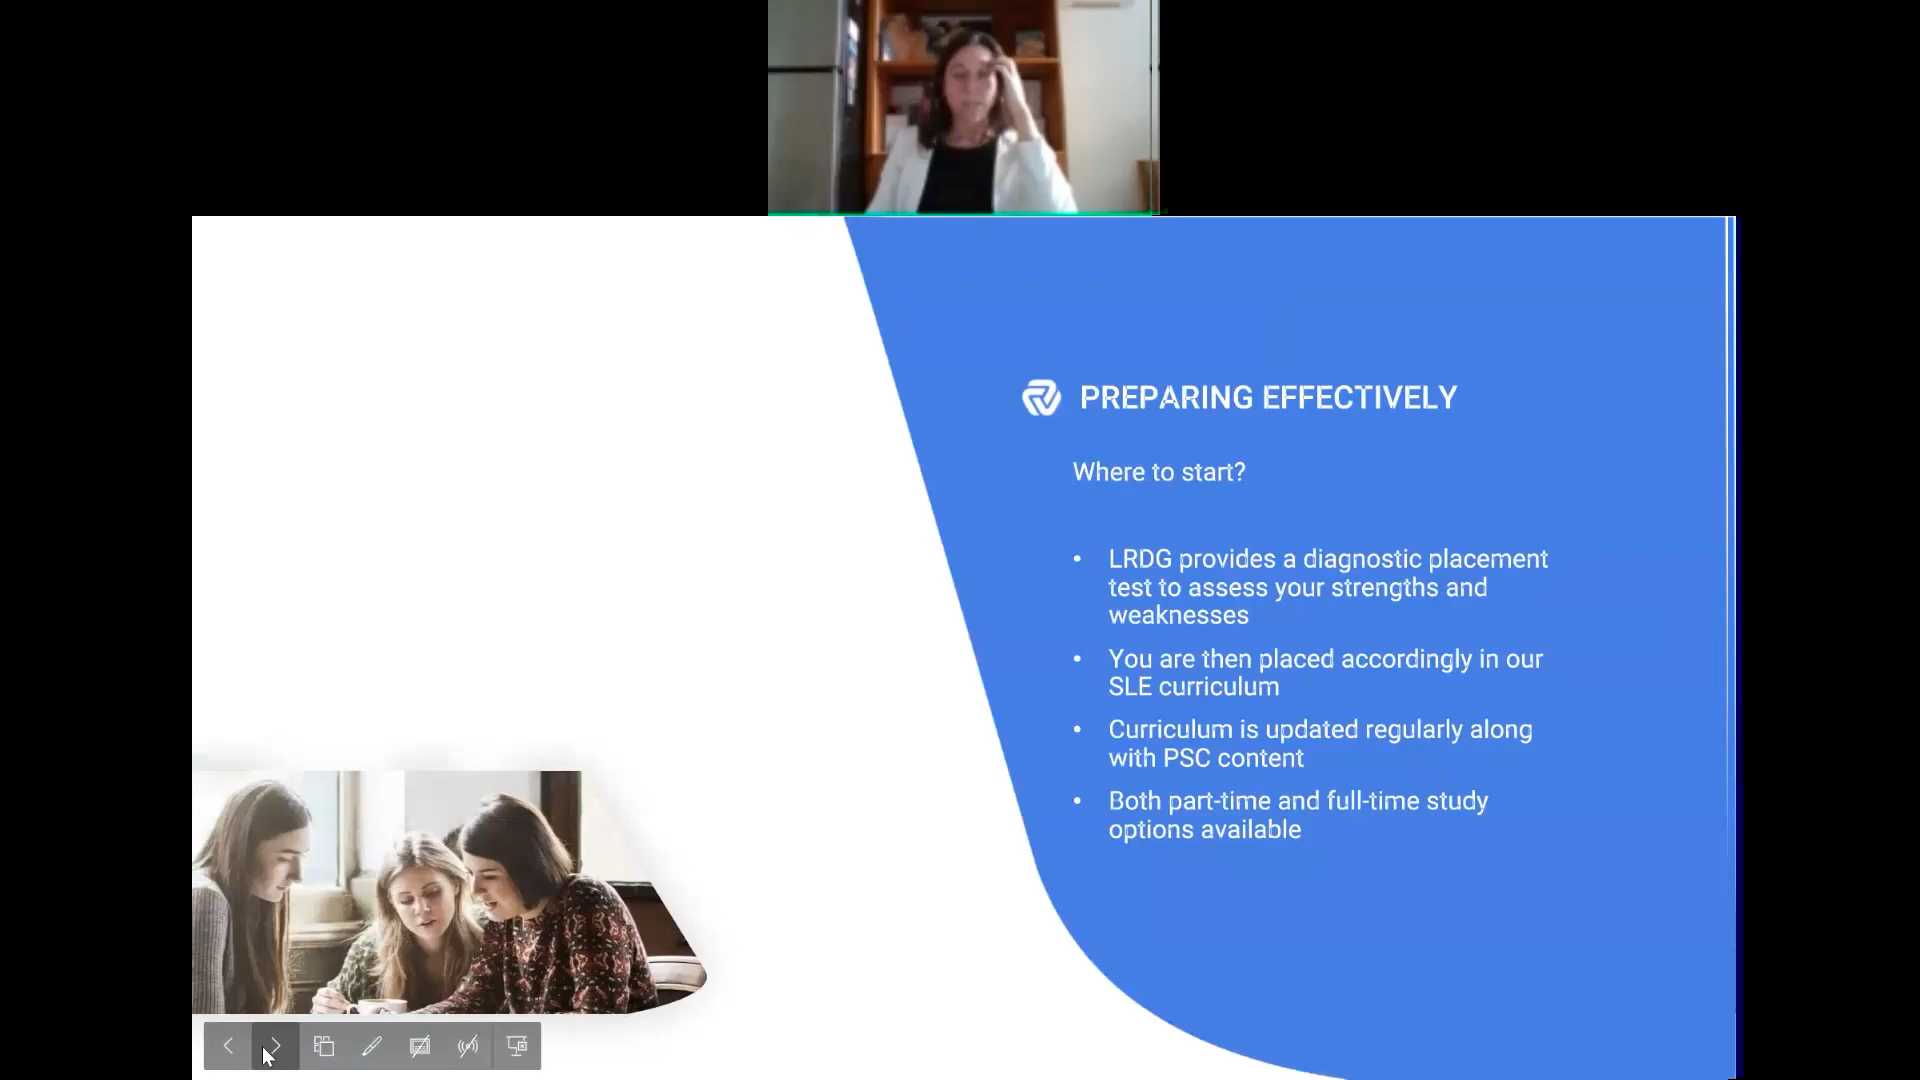 PREPARING EFFECTIVELY
Where to start?
• LRDG provides a diagnostic placement
test to assess your strengths and
weaknesses
• You are then placed accordingly in our
SLE curriculum
• Curriculum is updated regularly along
with PSC content
• Both part-time and full-time study
options available